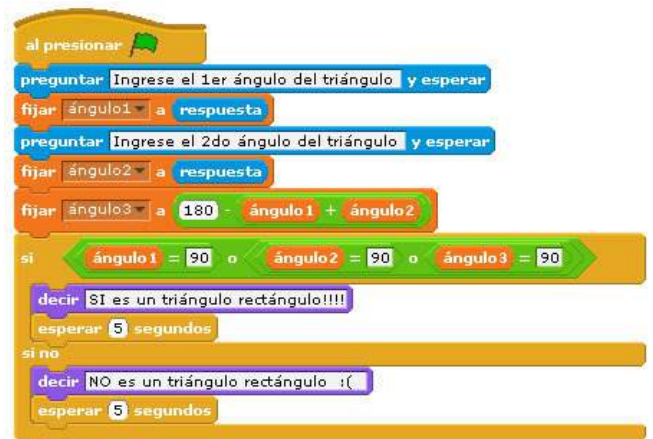 al presionar
preguntar Ingrese el 1er ángulo del triángulo y esperar
fijar ángulo1 a respuesta
preguntar Ingrese el 2do ángulo del triángulo y esperar
fijar ángulo2 a respuesta
fijar ángulo3 a 180 - ángulo1 + ángulo2
si ángulo1 = 90 o ángulo2 = 90 o ángulo3 = 90
decir SI es un triángulo rectángulo!!!!
esperar 5 segundos
si no
decir NO es un triángulo rectángulo :(
esperar 5 segundos